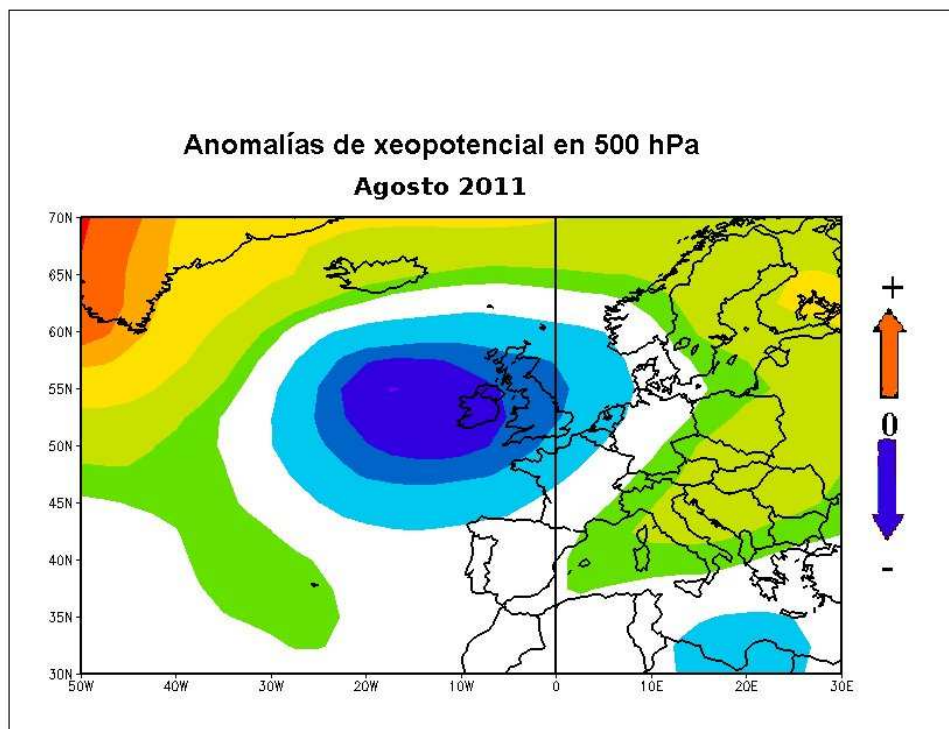 Anomalías de xeopotencial en 500 hPa
Agosto 2011
70N
65N
60N
55N
50N
45N
40N
35N
30N
50W 40W 30W 20W 10W 0 10E 20E 30E
+
0
-